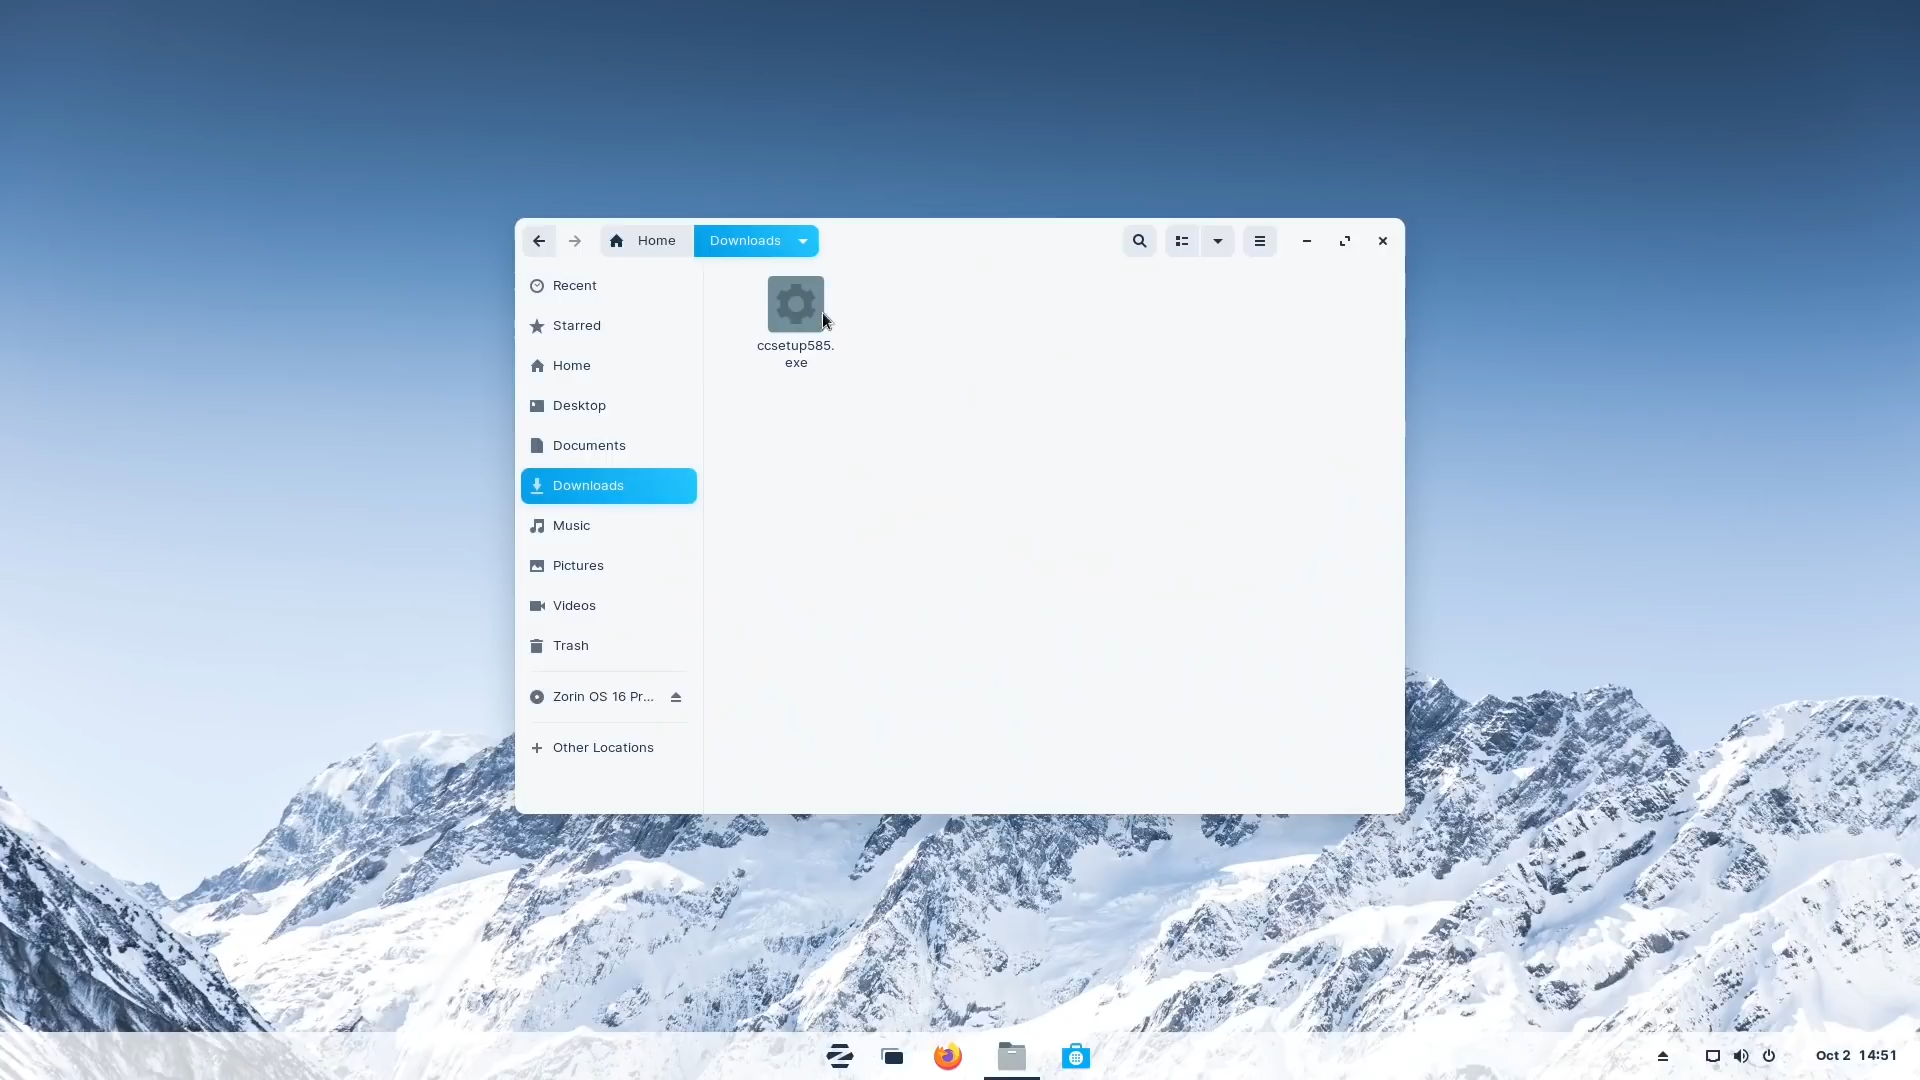 Home
Downloads
Recent
Starred
Home
Desktop
Documents
Downloads
Music
Pictures
Videos
Trash
Zorin OS 16 Pr...
Other Locations
ccsetup585.
exe
Oct 2 14:51